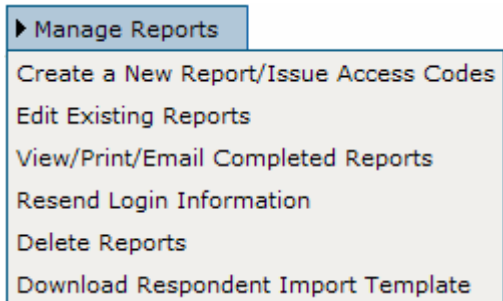 Manage Reports
Create a New Report/Issue Access Codes
Edit Existing Reports
View/Print/Email Completed Reports
Resend Login Information
Delete Reports
Download Respondent Import Template